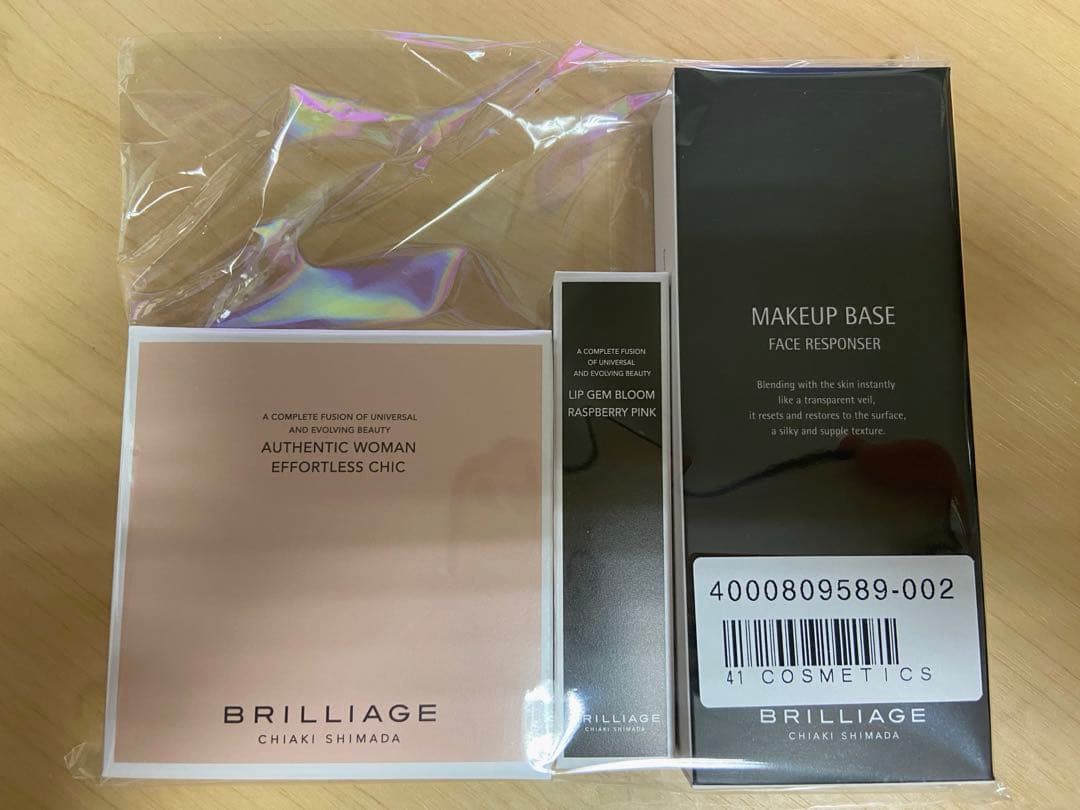 A COMPLETE FUSION OF UNIVERSAL
AND EVOLVING BEAUTY
AUTHENTIC WOMAN
EFFORTLESS CHIC
BRILLIAGE
CHIAKI SHIMADA
A COMPLETE FUSION
OF UNIVERSAL
AND EVOLVING BEAUTY
LIP GEM BLOOM
RASPBERRY PINK
BRILLIAGE
CHIAKI SHIMADA
MAKEUP BASE
FACE RESPONSER
Blending with the skin instantly
like a transparent veil,
it resets and restores to the surface,
a silky and supple texture.
4000809589-002
41 COSMETICS
BRILLIAGE
CHIAKI SHIMADA